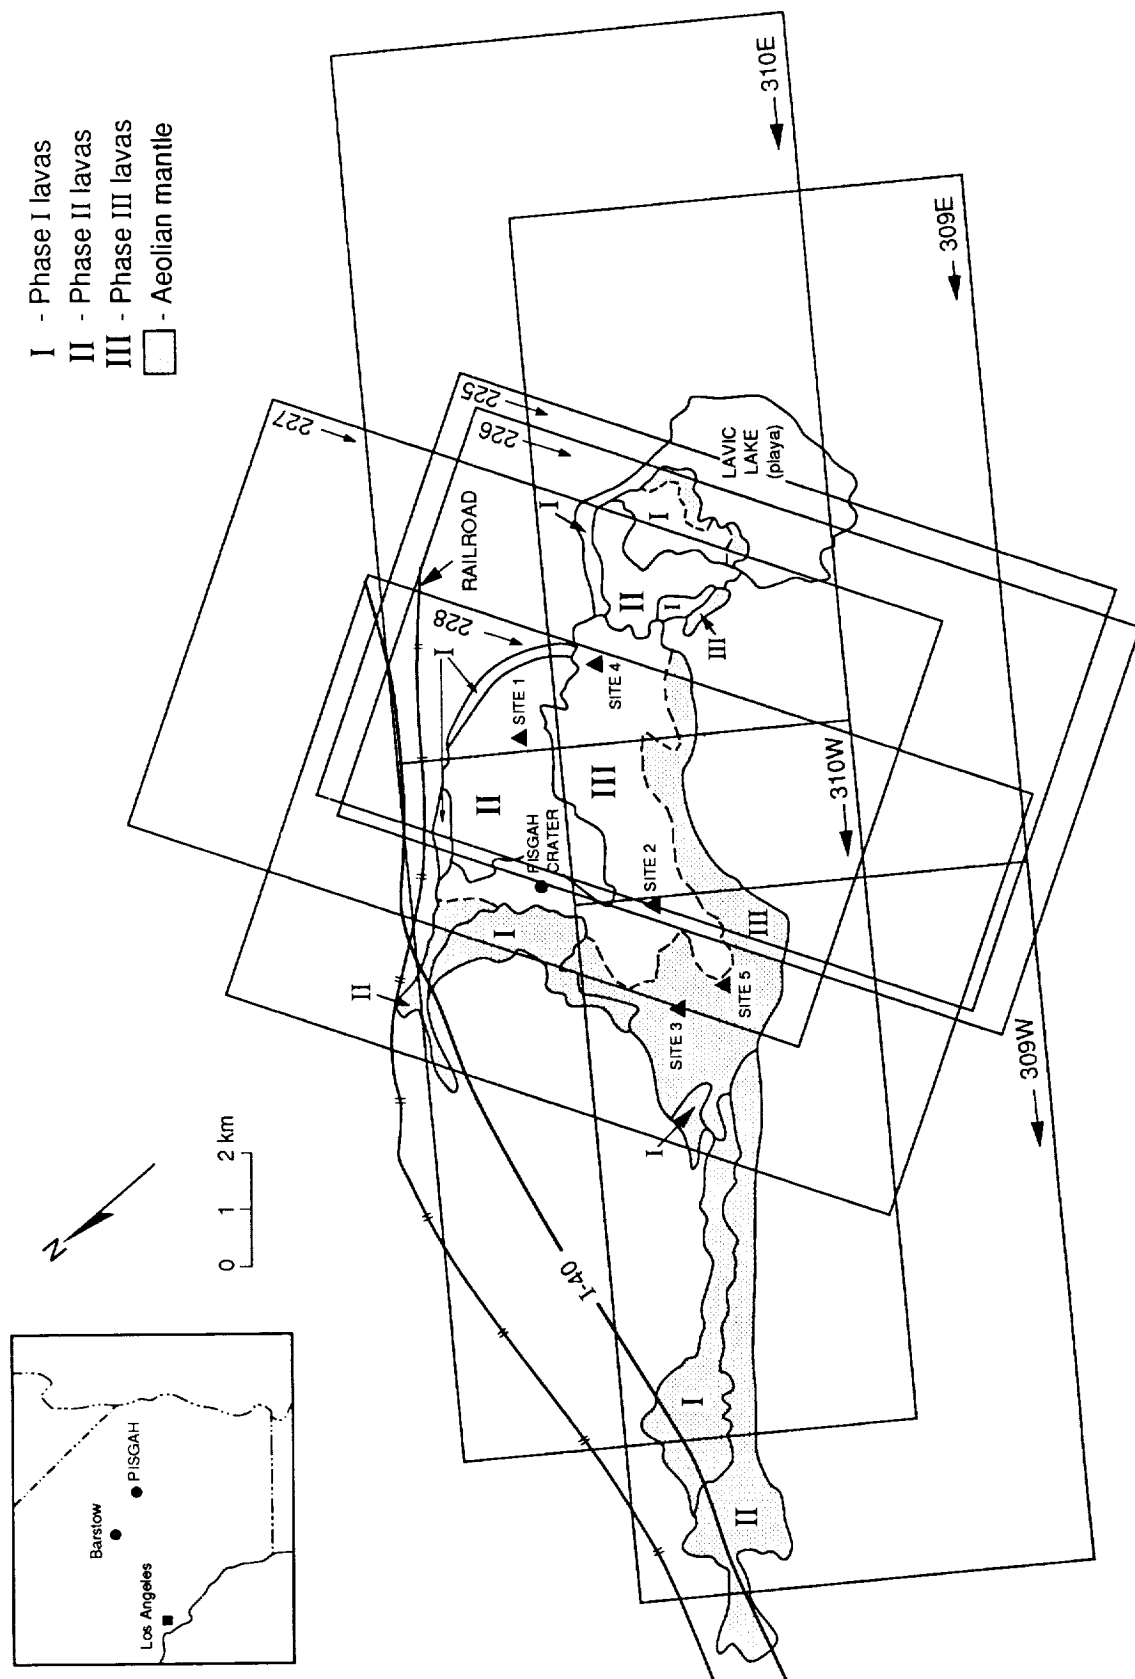 I - Phase I lavas
II - Phase II lavas
III - Phase III lavas
- Aeolian mantle
N
0 1 2 km
Barstow
PISGAH
Los Angeles
310E
309E
227
225
226
228
RAILROAD
LAVIC
LAKE
(playa)
I
I
I
II
I
III
SITE 1
SITE 4
II
III
PISGAH
CRATER
SITE 2
310W
I
III
II
SITE 3
SITE 5
309W
I
I-40
I
II